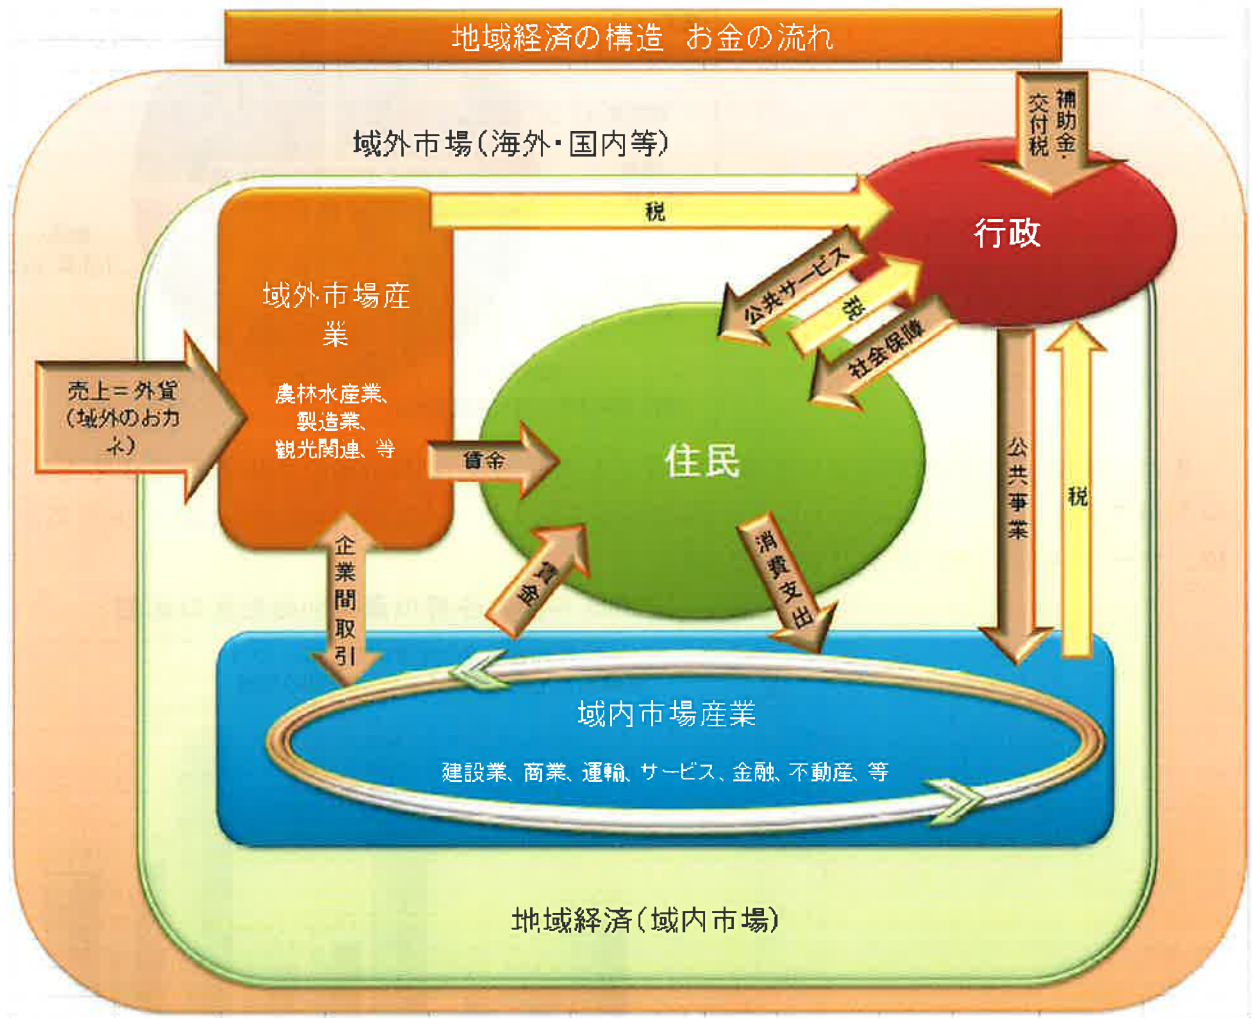 地域経済の構造 お金の流れ
補助金・
交付税
域外市場(海外・国内等)
税
行政
公共サービス
税
社会保障
域外市場産
業
農林水産業、
製造業、
観光関連、等
売上＝外貨
(域外のおカ
ネ)
賃金
住民
公共事業
税
企業間取引
賃金
消費支出
域内市場産業
建設業、商業、運輸、サービス、金融、不動産、等
地域経済(域内市場)